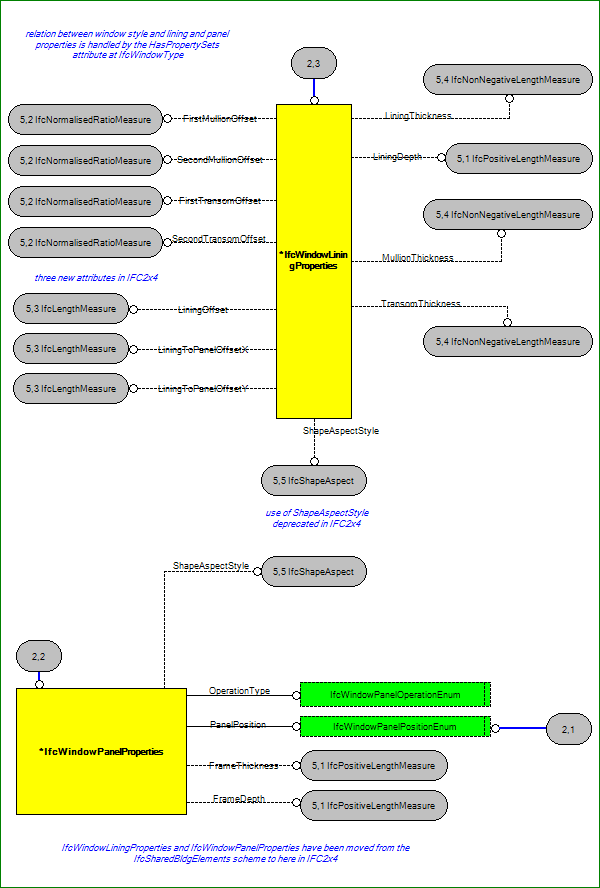 relation between window style and lining and panel
properties is handled by the HasPropertySets
attribute at IfcWindowType
2,3
5,4 IfcNonNegativeLengthMeasure
LiningThickness
5,2 IfcNormalisedRatioMeasure
FirstMullionOffset
5,2 IfcNormalisedRatioMeasure
SecondMullionOffset
LiningDepth
5,1 IfcPositiveLengthMeasure
5,2 IfcNormalisedRatioMeasure
FirstTransomOffset
5,4 IfcNonNegativeLengthMeasure
5,2 IfcNormalisedRatioMeasure
SecondTransomOffset
*IfcWindowLinin
gProperties
MullionThickness
three new attributes in IFC2x4
5,3 IfcLengthMeasure
LiningOffset
TransomThickness
5,3 IfcLengthMeasure
LiningToPanelOffsetX
5,4 IfcNonNegativeLengthMeasure
5,3 IfcLengthMeasure
LiningToPanelOffsetY
ShapeAspectStyle
5,5 IfcShapeAspect
use of ShapeAspectStyle
deprecated in IFC2x4
ShapeAspectStyle
5,5 IfcShapeAspect
2,2
OperationType
IfcWindowPanelOperationEnum
PanelPosition
IfcWindowPanelPositionEnum
2,1
*IfcWindowPanelProperties
FrameThickness
5,1 IfcPositiveLengthMeasure
FrameDepth
5,1 IfcPositiveLengthMeasure
IfcWindowLiningProperties and IfcWindowPanelProperties have been moved from the
IfcSharedBldgElements scheme to here in IFC2x4